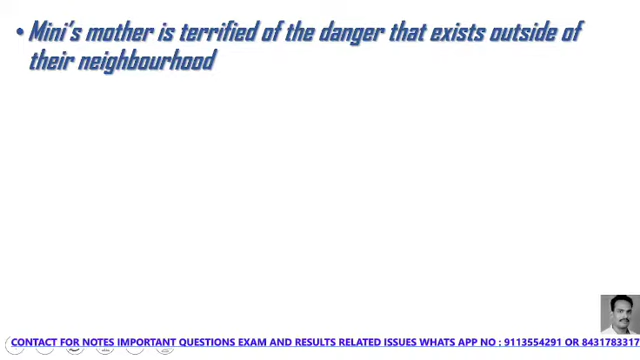 • Mini's mother is terrified of the danger that exists outside of
their neighbourhood
CONTACT FOR NOTES IMPORTANT QUESTIONS EXAM AND RESULTS RELATED ISSUES WHATS APP NO : 9113554291 OR 8431783317